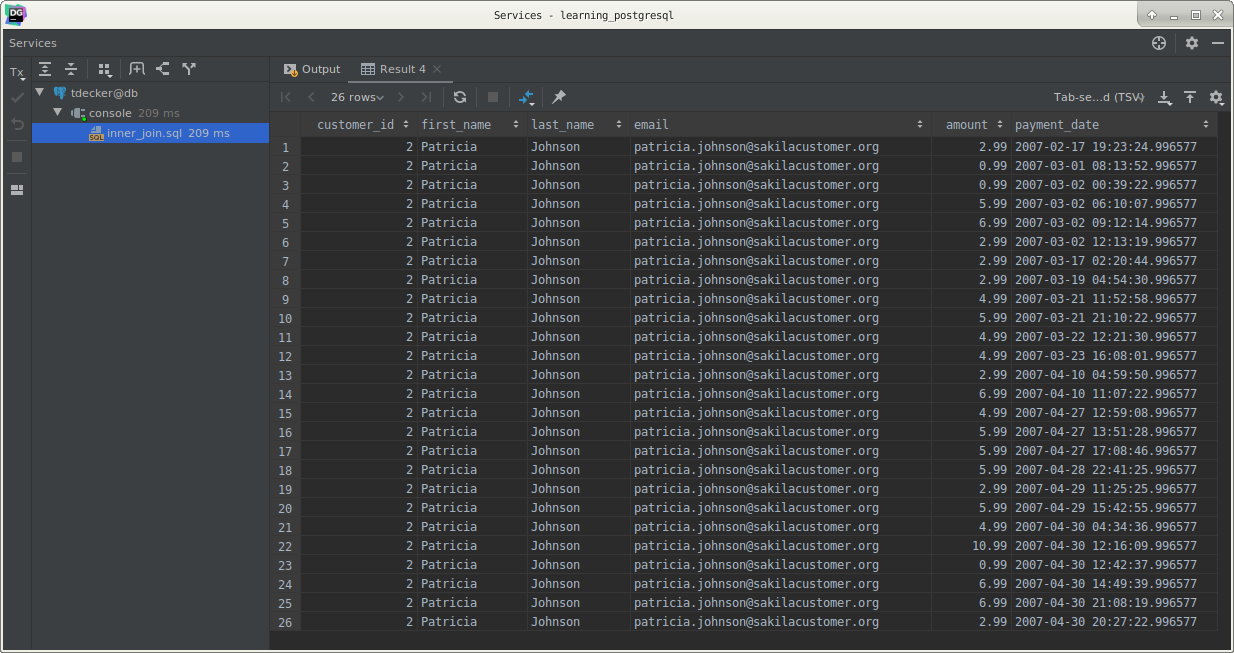 Services - learning_postgresql
Services
Tx
Output Result 4
26 rows Tab-se...d (TSV)
tdecker@db
console 209 ms
inner_join.sql 209 ms
customer_id first_name last_name email amount payment_date
1 2 Patricia Johnson patricia.johnson@sakilacustomer.org 2.99 2007-02-17 19:23:24.996577
2 2 Patricia Johnson patricia.johnson@sakilacustomer.org 0.99 2007-03-01 08:13:52.996577
3 2 Patricia Johnson patricia.johnson@sakilacustomer.org 0.99 2007-03-02 00:39:22.996577
4 2 Patricia Johnson patricia.johnson@sakilacustomer.org 5.99 2007-03-02 06:10:07.996577
5 2 Patricia Johnson patricia.johnson@sakilacustomer.org 6.99 2007-03-02 09:12:14.996577
6 2 Patricia Johnson patricia.johnson@sakilacustomer.org 2.99 2007-03-02 12:13:19.996577
7 2 Patricia Johnson patricia.johnson@sakilacustomer.org 2.99 2007-03-17 02:20:44.996577
8 2 Patricia Johnson patricia.johnson@sakilacustomer.org 2.99 2007-03-19 04:54:30.996577
9 2 Patricia Johnson patricia.johnson@sakilacustomer.org 4.99 2007-03-21 11:52:58.996577
10 2 Patricia Johnson patricia.johnson@sakilacustomer.org 5.99 2007-03-21 21:10:22.996577
11 2 Patricia Johnson patricia.johnson@sakilacustomer.org 4.99 2007-03-22 12:21:30.996577
12 2 Patricia Johnson patricia.johnson@sakilacustomer.org 4.99 2007-03-23 16:08:01.996577
13 2 Patricia Johnson patricia.johnson@sakilacustomer.org 2.99 2007-04-10 04:59:50.996577
14 2 Patricia Johnson patricia.johnson@sakilacustomer.org 6.99 2007-04-10 11:07:22.996577
15 2 Patricia Johnson patricia.johnson@sakilacustomer.org 4.99 2007-04-27 12:59:08.996577
16 2 Patricia Johnson patricia.johnson@sakilacustomer.org 5.99 2007-04-27 13:51:28.996577
17 2 Patricia Johnson patricia.johnson@sakilacustomer.org 5.99 2007-04-27 17:08:46.996577
18 2 Patricia Johnson patricia.johnson@sakilacustomer.org 5.99 2007-04-28 22:41:25.996577
19 2 Patricia Johnson patricia.johnson@sakilacustomer.org 2.99 2007-04-29 11:25:25.996577
20 2 Patricia Johnson patricia.johnson@sakilacustomer.org 5.99 2007-04-29 15:42:55.996577
21 2 Patricia Johnson patricia.johnson@sakilacustomer.org 4.99 2007-04-30 04:34:36.996577
22 2 Patricia Johnson patricia.johnson@sakilacustomer.org 10.99 2007-04-30 12:16:09.996577
23 2 Patricia Johnson patricia.johnson@sakilacustomer.org 0.99 2007-04-30 12:42:37.996577
24 2 Patricia Johnson patricia.johnson@sakilacustomer.org 6.99 2007-04-30 14:49:39.996577
25 2 Patricia Johnson patricia.johnson@sakilacustomer.org 6.99 2007-04-30 21:08:19.996577
26 2 Patricia Johnson patricia.johnson@sakilacustomer.org 2.99 2007-04-30 20:27:22.996577